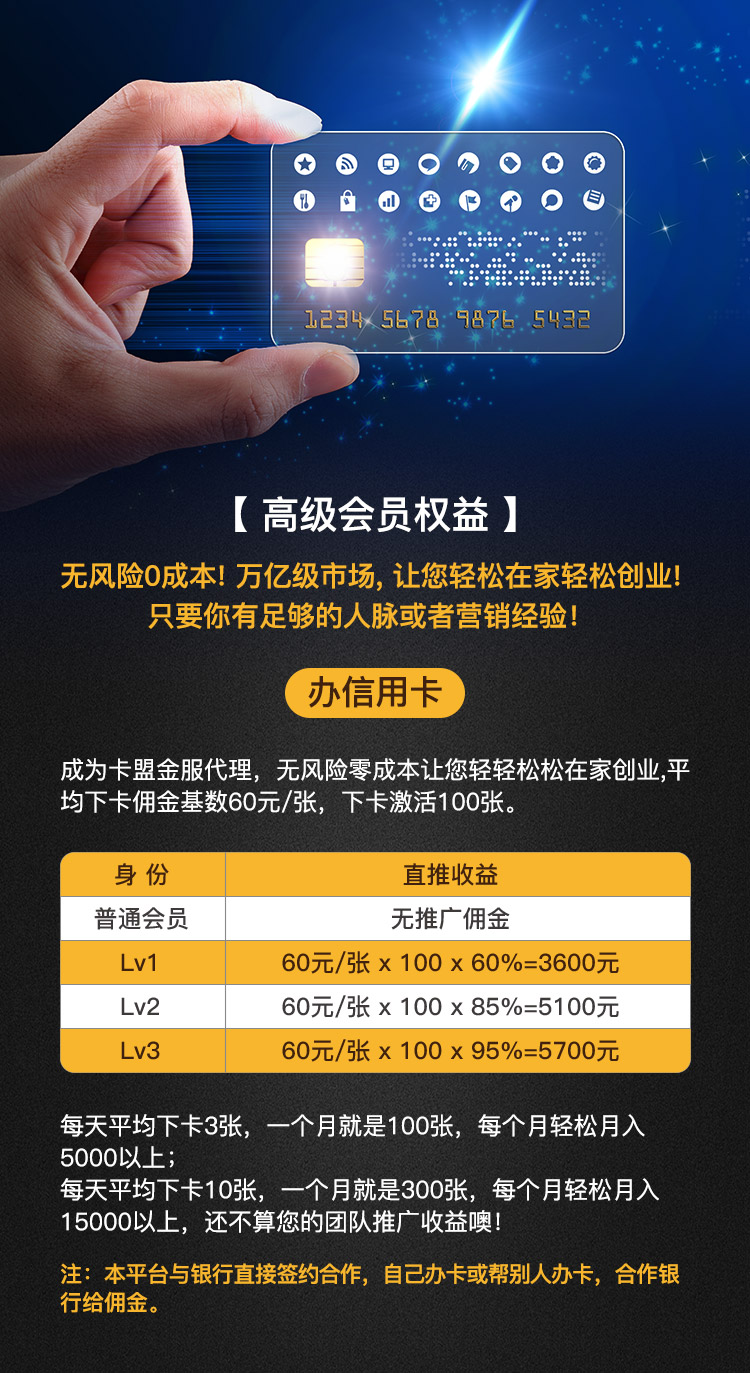 1234 5678 9876 5432
【 高级会员权益 】
无风险0成本! 万亿级市场, 让您轻松在家轻松创业!
只要你有足够的人脉或者营销经验!
办信用卡
成为卡盟金服代理，无风险零成本让您轻轻松松在家创业,平
均下卡佣金基数60元/张，下卡激活100张。
身 份 直推收益
普通会员 无推广佣金
Lv1 60元/张 x 100 x 60%=3600元
Lv2 60元/张 x 100 x 85%=5100元
Lv3 60元/张 x 100 x 95%=5700元
每天平均下卡3张，一个月就是100张，每个月轻松月入
5000以上；
每天平均下卡10张，一个月就是300张，每个月轻松月入
15000以上，还不算您的团队推广收益噢!
注：本平台与银行直接签约合作，自己办卡或帮别人办卡，合作银
行给佣金。